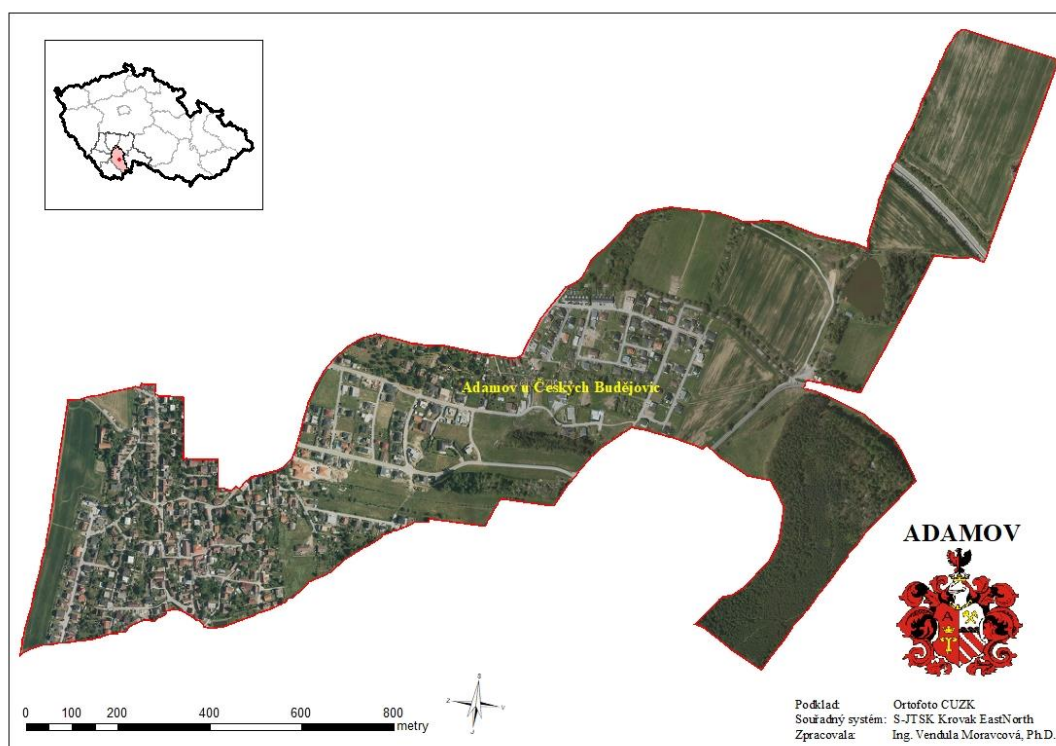 Adamov u Českých Budějovic
ADAMOV
A
S
Z
V
J
0 100 200 400 600 800
metry
Podklad: Ortofoto CUZK
Souřadný systém: S-JTSK Krovak EastNorth
Zpracovala: Ing. Vendula Moravcová, Ph.D.